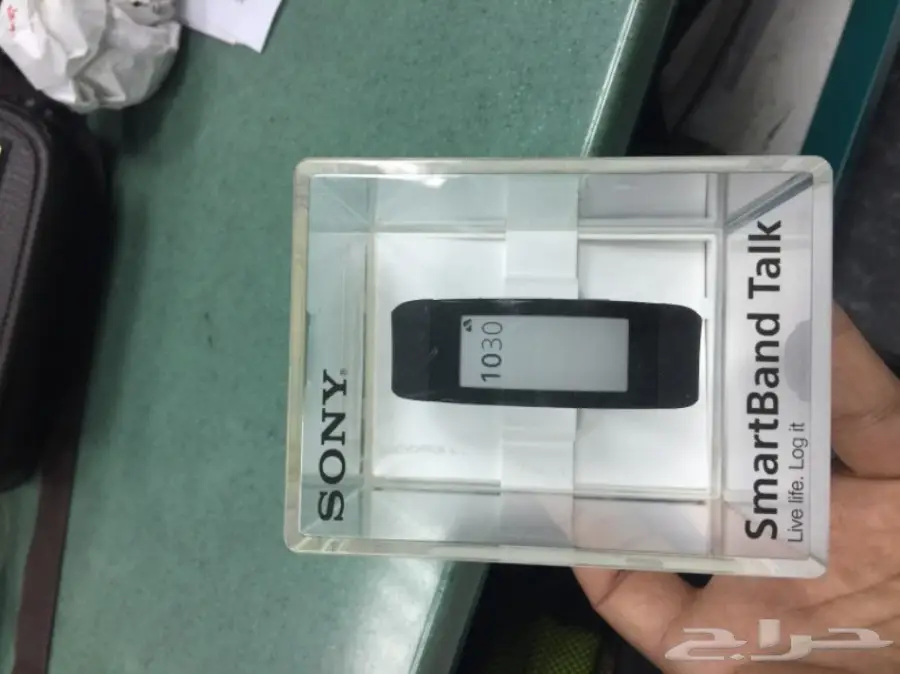 SONY®
1030
SmartBand Talk
Live life. Log it
حراج